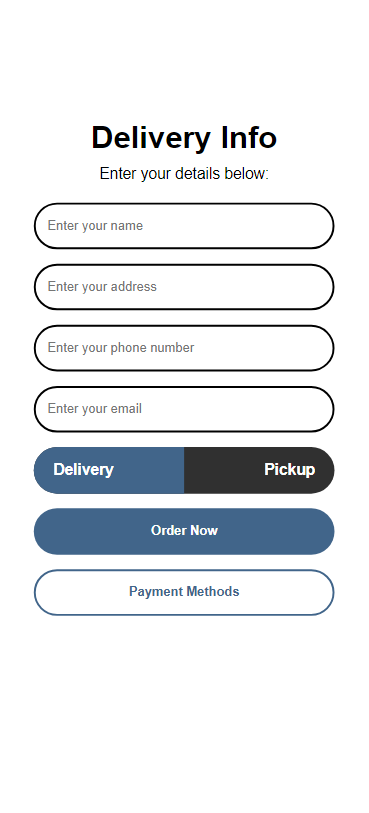 Delivery Info
Enter your details below:
Enter your name
Enter your address
Enter your phone number
Enter your email
Delivery Pickup
Order Now
Payment Methods